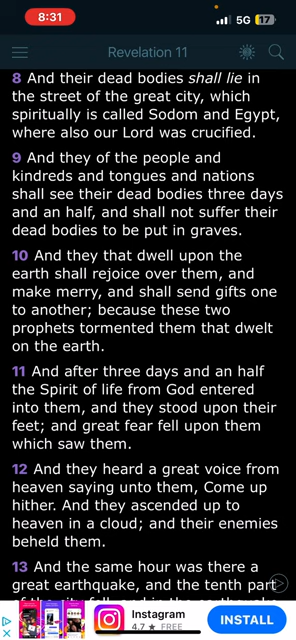 8:31
5G 17
Revelation 11
8 And their dead bodies shall lie in
the street of the great city, which
spiritually is called Sodom and Egypt,
where also our Lord was crucified.
9 And they of the people and
kindreds and tongues and nations
shall see their dead bodies three days
and an half, and shall not suffer their
dead bodies to be put in graves.
10 And they that dwell upon the
earth shall rejoice over them, and
make merry, and shall send gifts one
to another; because these two
prophets tormented them that dwelt
on the earth.
11 And after three days and an half
the Spirit of life from God entered
into them, and they stood upon their
feet; and great fear fell upon them
which saw them.
12 And they heard a great voice from
heaven saying unto them, Come up
hither. And they ascended up to
heaven in a cloud; and their enemies
beheld them.
13 And the same hour was there a
great earthquake, and the tenth part
Instagram
4.7 ★ FREE
INSTALL